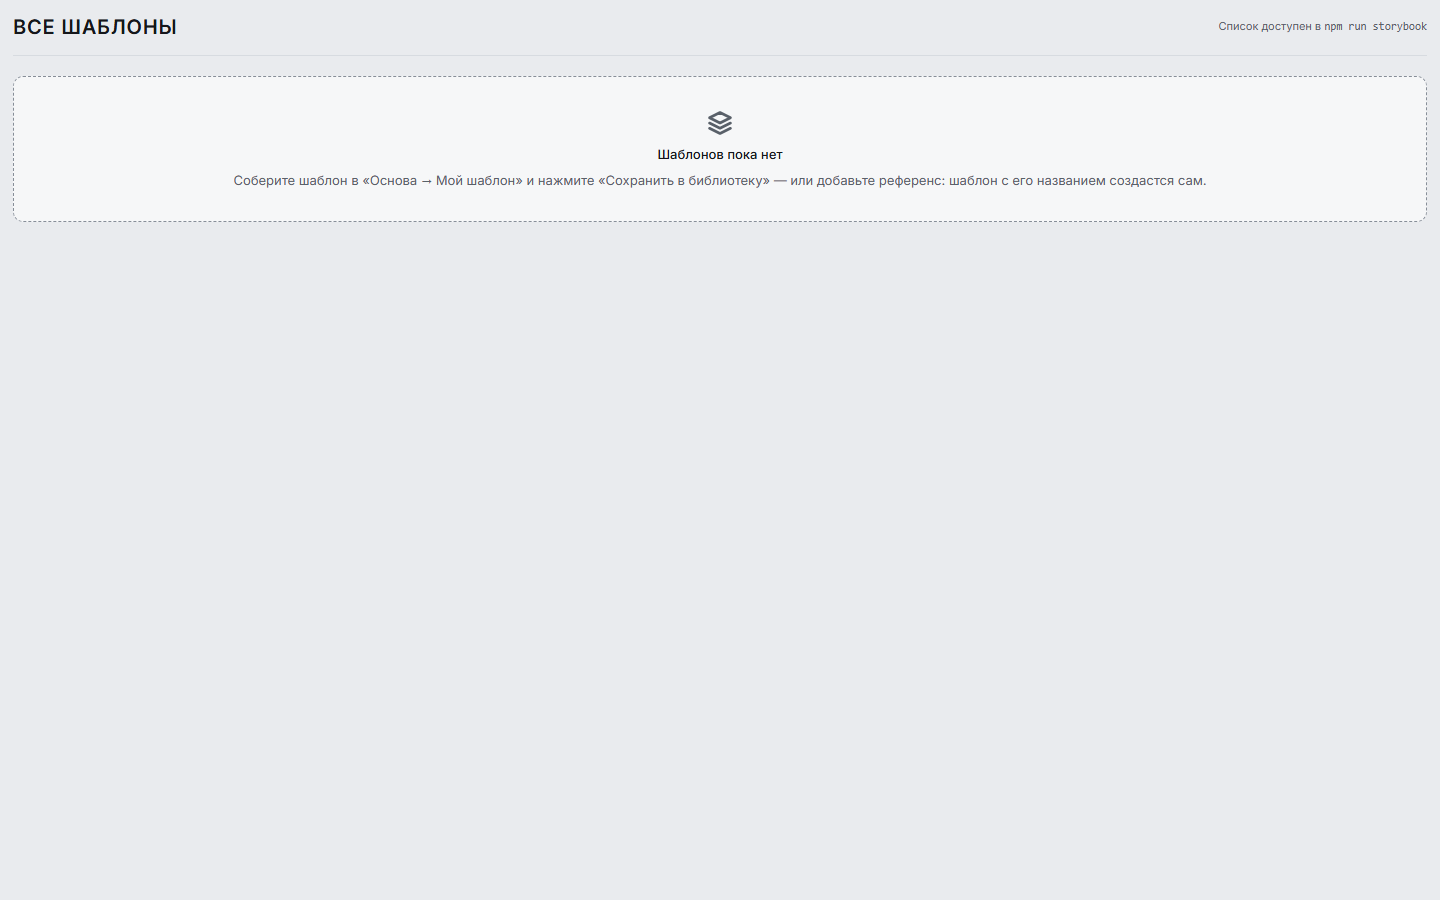 ВСЕ ШАБЛОНЫ
Список доступен в npm run storybook
Шаблонов пока нет
Соберите шаблон в «Основа → Мой шаблон» и нажмите «Сохранить в библиотеку» — или добавьте референс: шаблон с его названием создастся сам.